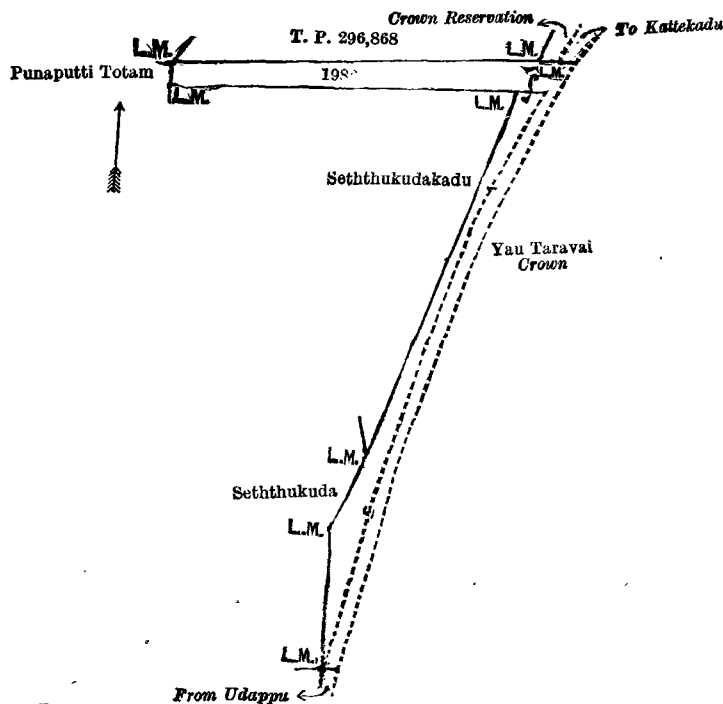 Crown Reservation
To Kattekadu
T. P. 296,868
L.M. L.M.
Punaputti Totam L.M.
L.M. L.M.
Seththukudakadu
Yau Taravai
Crown
L.M.
Seththukuda
L.M.
L.M.
From Udappu